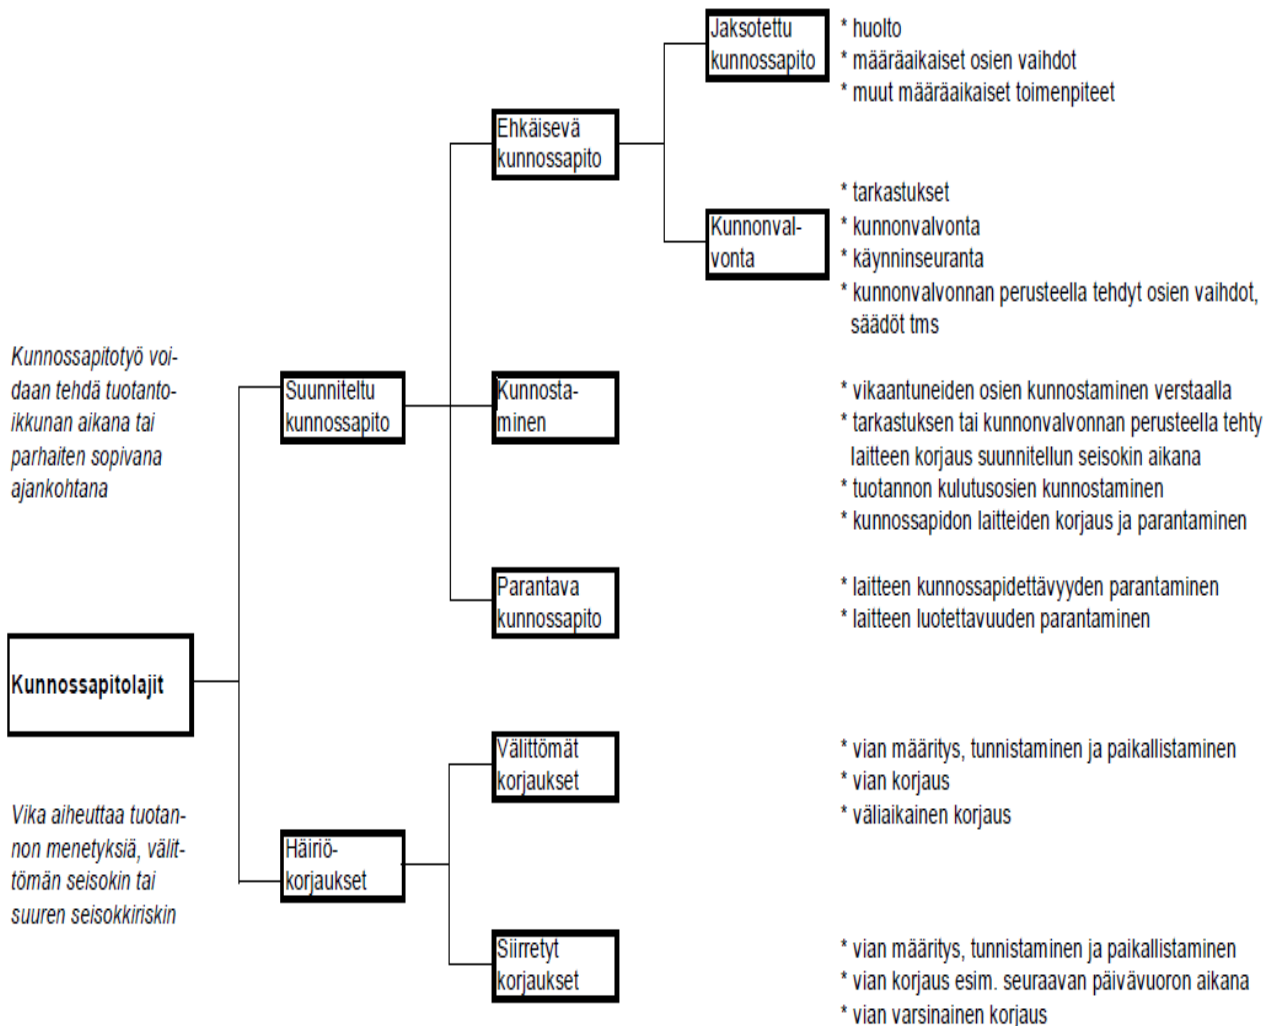 Jaksotettu
kunnossapito
* huolto
* määräaikaiset osien vaihdot
* muut määräaikaiset toimenpiteet
Ehkäisevä
kunnossapito
Kunnonval-
vonta
* tarkastukset
* kunnonvalvonta
* käynninseuranta
* kunnonvalvonnan perusteella tehdyt osien vaihdot,
säädöt tms
Kunnossapitotyö voi-
daan tehdä tuotanto-
ikkunan aikana tai
parhaiten sopivana
ajankohtana
Suunniteltu
kunnossapito
Kunnosta-
minen
* vikaantuneiden osien kunnostaminen verstaalla
* tarkastuksen tai kunnonvalvonnan perusteella tehty
laitteen korjaus suunnitellun seisokin aikana
* tuotannon kulutusosien kunnostaminen
* kunnossapidon laitteiden korjaus ja parantaminen
Parantava
kunnossapito
* laitteen kunnossapidettävyyden parantaminen
* laitteen luotettavuuden parantaminen
Kunnossapitolajit
Välittömät
korjaukset
* vian määritys, tunnistaminen ja paikallistaminen
* vian korjaus
* väliaikainen korjaus
Vika aiheuttaa tuotan-
non menetyksiä, välit-
tömän seisokin tai
suuren seisokkiriskin
Häiriö-
korjaukset
Siirretyt
korjaukset
* vian määritys, tunnistaminen ja paikallistaminen
* vian korjaus esim. seuraavan päivävuoron aikana
* vian varsinainen korjaus